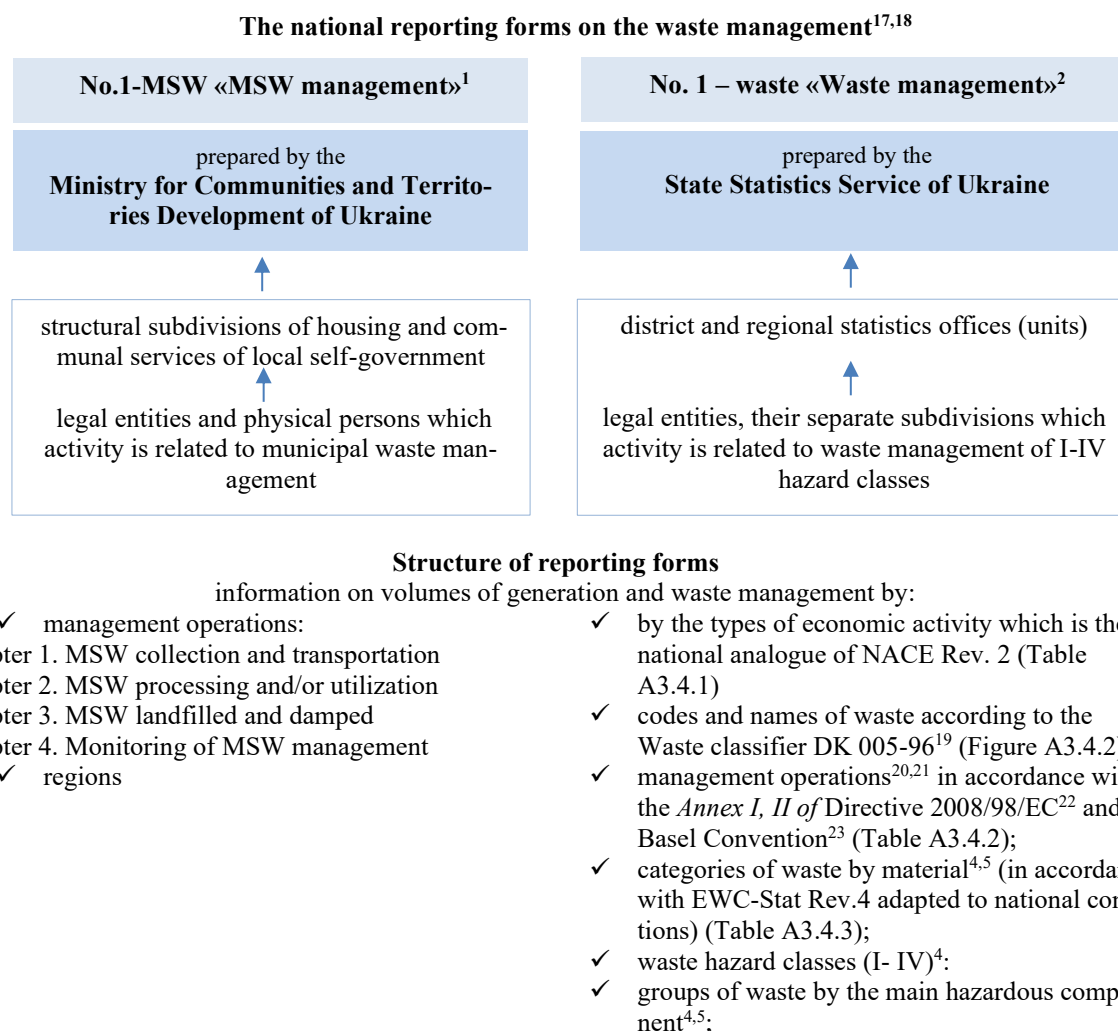 The national reporting forms on the waste management17,18
No.1-MSW «MSW management»1
prepared by the
Ministry for Communities and Territo-
ries Development of Ukraine
structural subdivisions of housing and com-
munal services of local self-government
legal entities and physical persons which
activity is related to municipal waste man-
agement
No. 1 – waste «Waste management»2
prepared by the
State Statistics Service of Ukraine
district and regional statistics offices (units)
legal entities, their separate subdivisions which
activity is related to waste management of I-IV
hazard classes
Structure of reporting forms
information on volumes of generation and waste management by:
✓ management operations:
pter 1. MSW collection and transportation
pter 2. MSW processing and/or utilization
pter 3. MSW landfilled and damped
pter 4. Monitoring of MSW management
✓ regions
✓ by the types of economic activity which is the
national analogue of NACE Rev. 2 (Table
A3.4.1)
✓ codes and names of waste according to the
Waste classifier DK 005-9619 (Figure A3.4.2)
✓ management operations20,21 in accordance wi
the Annex I, II of Directive 2008/98/EC22 and
Basel Convention23 (Table A3.4.2);
✓ categories of waste by material4,5 (in accorda
with EWC-Stat Rev.4 adapted to national con
tions) (Table A3.4.3);
✓ waste hazard classes (I- IV)4:
✓ groups of waste by the main hazardous comp
nent4,5;